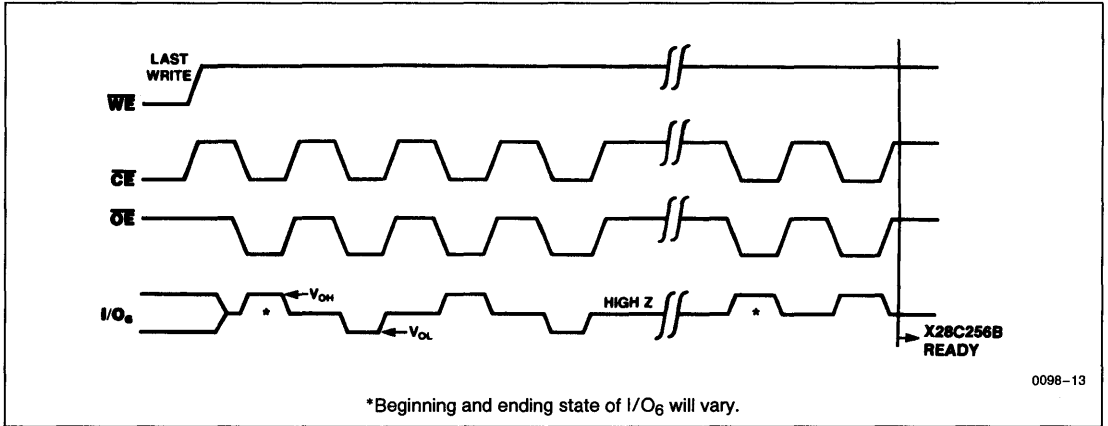 LAST
WRITE
WE
CE
OE
I/O₆
VOH
*
VOL
HIGH Z
*
X28C256B
READY
0098–13
*Beginning and ending state of I/O₆ will vary.